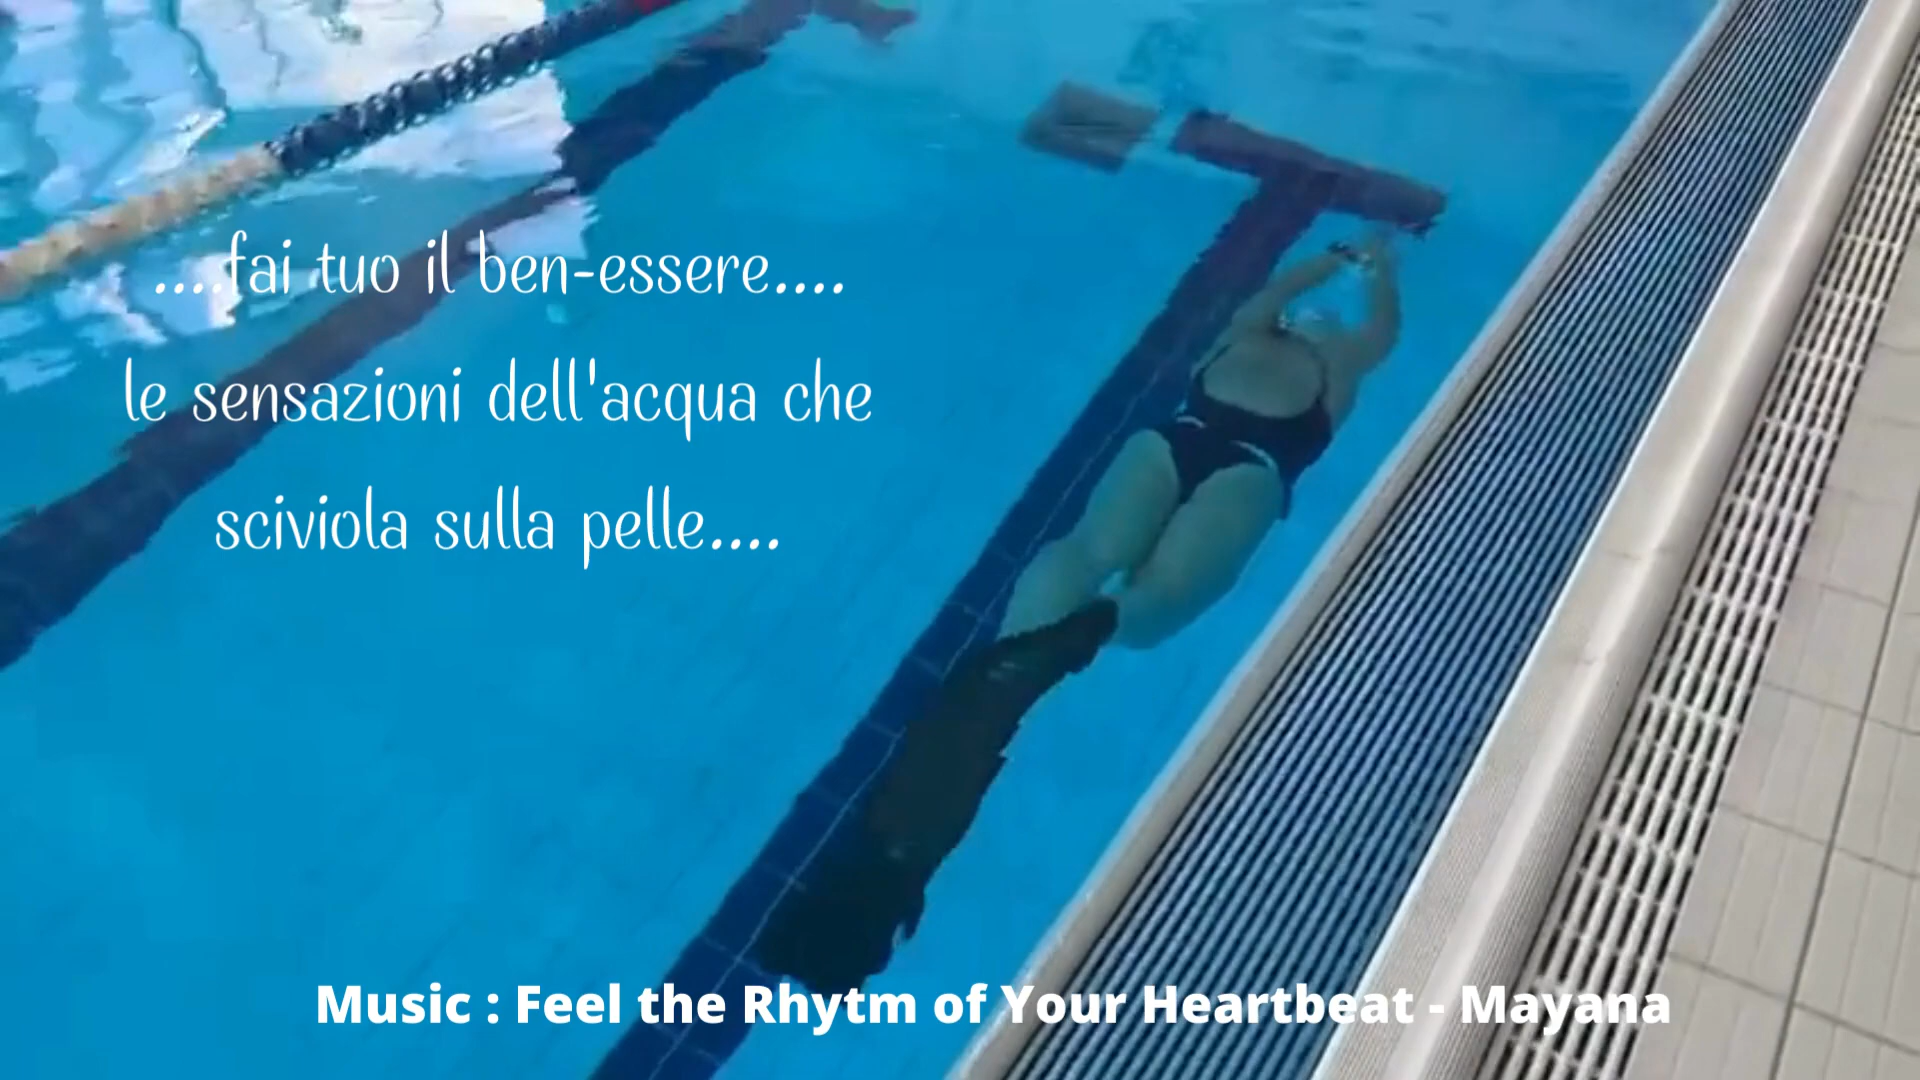 ....fai tuo il ben-essere....
le sensazioni dell'acqua che
sciviola sulla pelle....
Music : Feel the Rhytm of Your Heartbeat - Mayana